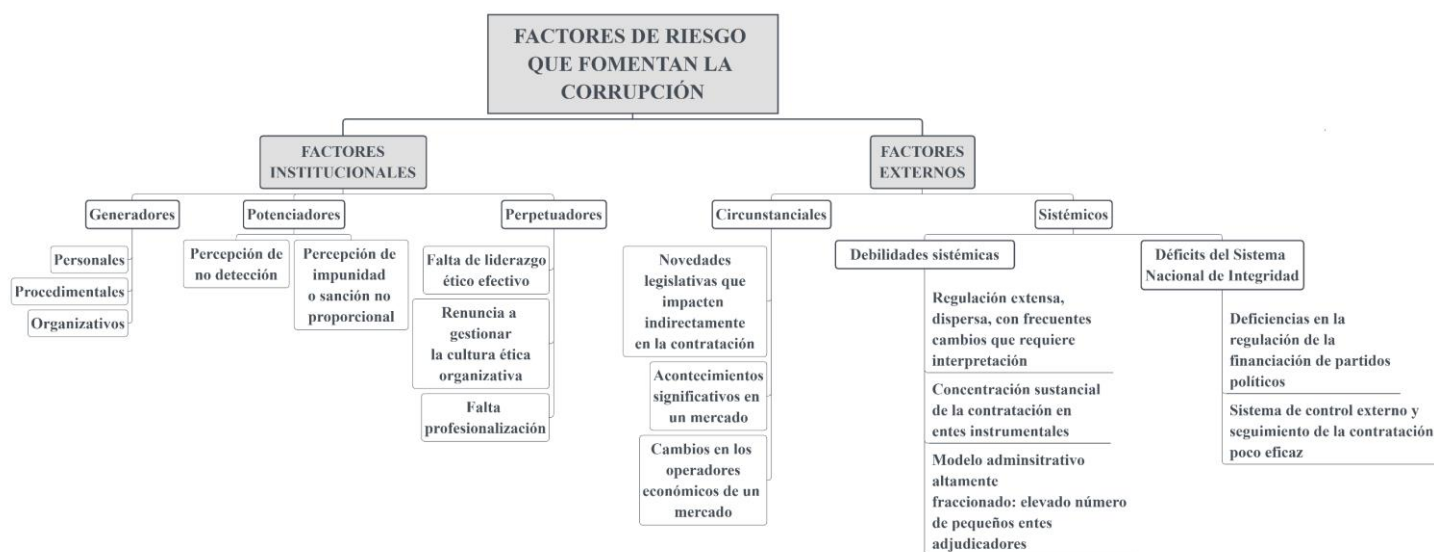 FACTORES DE RIESGO
QUE FOMENTAN LA
CORRUPCIÓN
FACTORES
INSTITUCIONALES
FACTORES
EXTERNOS
Generadores
Potenciadores
Perpetuadores
Circunstanciales
Sistémicos
Personales
Procedimentales
Organizativos
Percepción de
no detección
Percepción de
impunidad
o sanción no
proporcional
Falta de liderazgo
ético efectivo
Renuncia a
gestionar
la cultura ética
organizativa
Falta
profesionalización
Novedades
legislativas que
impacten
indirectamente
en la contratación
Acontecimientos
significativos en
un mercado
Cambios en los
operadores
económicos de un
mercado
Debilidades sistémicas
Regulación extensa,
dispersa, con frecuentes
cambios que requiere
interpretación
Concentración sustancial
de la contratación en
entes instrumentales
Modelo adminsitrativo
altamente
fraccionado: elevado número
de pequeños entes
adjudicadores
Déficits del Sistema
Nacional de Integridad
Deficiencias en la
regulación de la
financiación de partidos
políticos
Sistema de control externo y
seguimiento de la contratación
poco eficaz